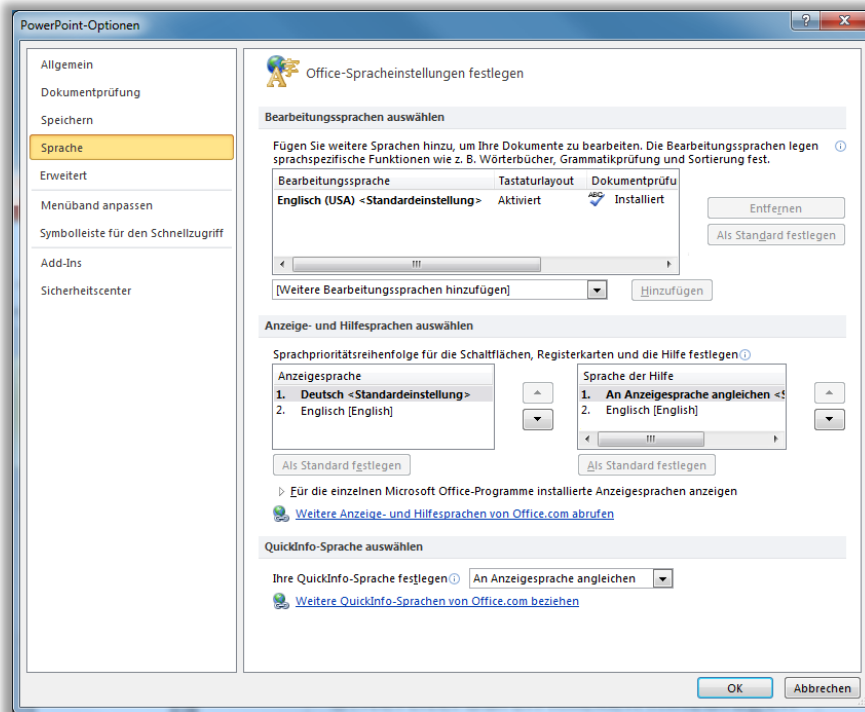 PowerPoint-Optionen
Allgemein
Dokumentprüfung
Speichern
Sprache
Erweitert
Menüband anpassen
Symbolleiste für den Schnellzugriff
Add-Ins
Sicherheitscenter
Office-Spracheinstellungen festlegen
Bearbeitungssprachen auswählen
Fügen Sie weitere Sprachen hinzu, um Ihre Dokumente zu bearbeiten. Die Bearbeitungssprachen legen
sprachspezifische Funktionen wie z. B. Wörterbücher, Grammatikprüfung und Sortierung fest.
Bearbeitungssprache Tastaturlayout Dokumentprüfu
Englisch (USA) <Standardeinstellung> Aktiviert ABC Installiert
Entfernen
Als Standard festlegen
[Weitere Bearbeitungssprachen hinzufügen] Hinzufügen
Anzeige- und Hilfesprachen auswählen
Sprachprioritätsreihenfolge für die Schaltflächen, Registerkarten und die Hilfe festlegen
Anzeigesprache
1. Deutsch <Standardeinstellung>
2. Englisch [English]
Als Standard festlegen
Sprache der Hilfe
1. An Anzeigesprache angleichen <S
2. Englisch [English]
Als Standard festlegen
Für die einzelnen Microsoft Office-Programme installierte Anzeigesprachen anzeigen
Weitere Anzeige- und Hilfesprachen von Office.com abrufen
QuickInfo-Sprache auswählen
Ihre QuickInfo-Sprache festlegen An Anzeigesprache angleichen
Weitere QuickInfo-Sprachen von Office.com beziehen
OK Abbrechen